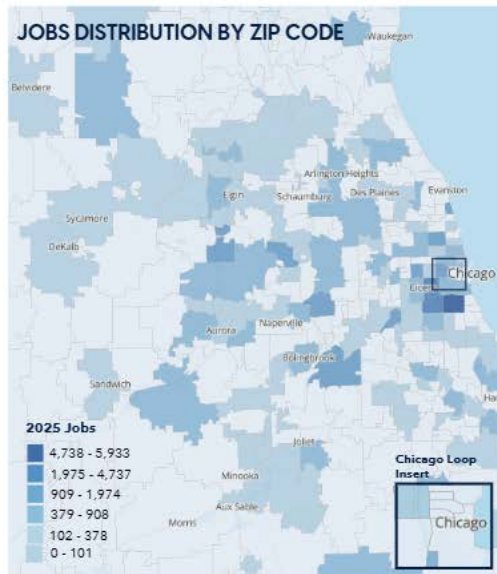 JOBS DISTRIBUTION BY ZIP CODE
Waukegan
Belvidere
Arlington Heights
Elgin
Schaumburg
Des Plaines
Evanston
Sycamore
DeKalb
Chicago
Cicero
Aurora
Naperville
Bolingbrook
Sandwich
Ha
2025 Jobs
4,738 - 5,933
1,975 - 4,737
909 - 1,974
379 - 908
102 - 378
0 - 101
Joliet
Minooka
Aux Sable
Morris
Chicago Loop
Insert
Chicago